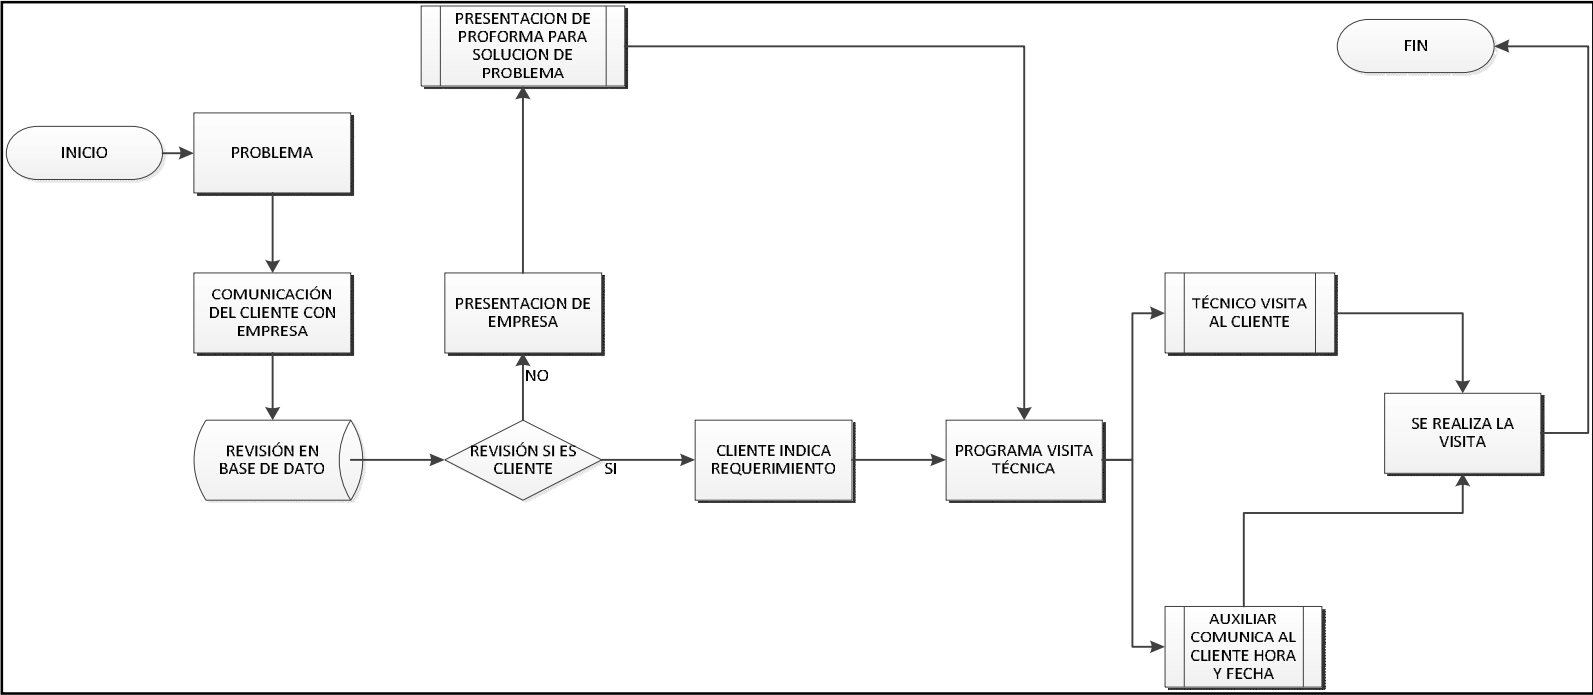 INICIO
PROBLEMA
COMUNICACIÓN
DEL CLIENTE CON
EMPRESA
REVISIÓN EN
BASE DE DATO
REVISIÓN SI ES
CLIENTE
NO
SI
PRESENTACION DE
EMPRESA
PRESENTACION DE
PROFORMA PARA
SOLUCION DE
PROBLEMA
CLIENTE INDICA
REQUERIMIENTO
PROGRAMA VISITA
TÉCNICA
TÉCNICO VISITA
AL CLIENTE
AUXILIAR
COMUNICA AL
CLIENTE HORA
Y FECHA
SE REALIZA LA
VISITA
FIN